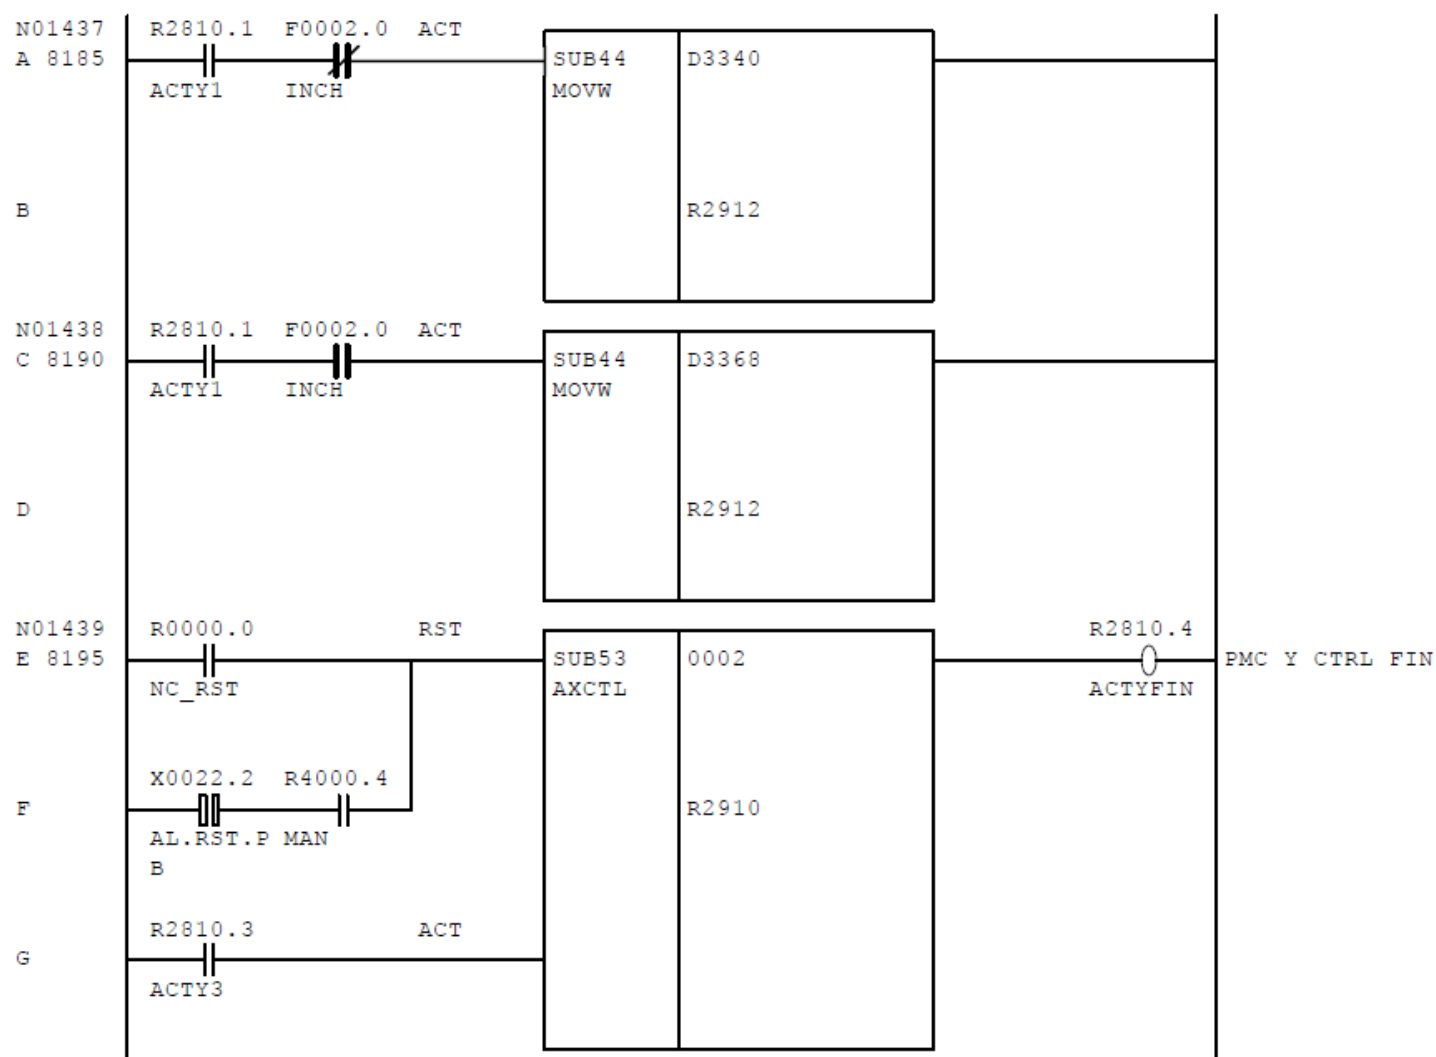 N01437 R2810.1 F0002.0 ACT
A 8185 SUB44 D3340
ACTY1 INCH MOVW
B R2912
N01438 R2810.1 F0002.0 ACT
C 8190 SUB44 D3368
ACTY1 INCH MOVW
D R2912
N01439 R0000.0 RST R2810.4
E 8195 SUB53 0002 PMC Y CTRL FIN
NC_RST AXCTL ACTYFIN
X0022.2 R4000.4
F R2910
AL.RST.P MAN
B
R2810.3 ACT
G
ACTY3